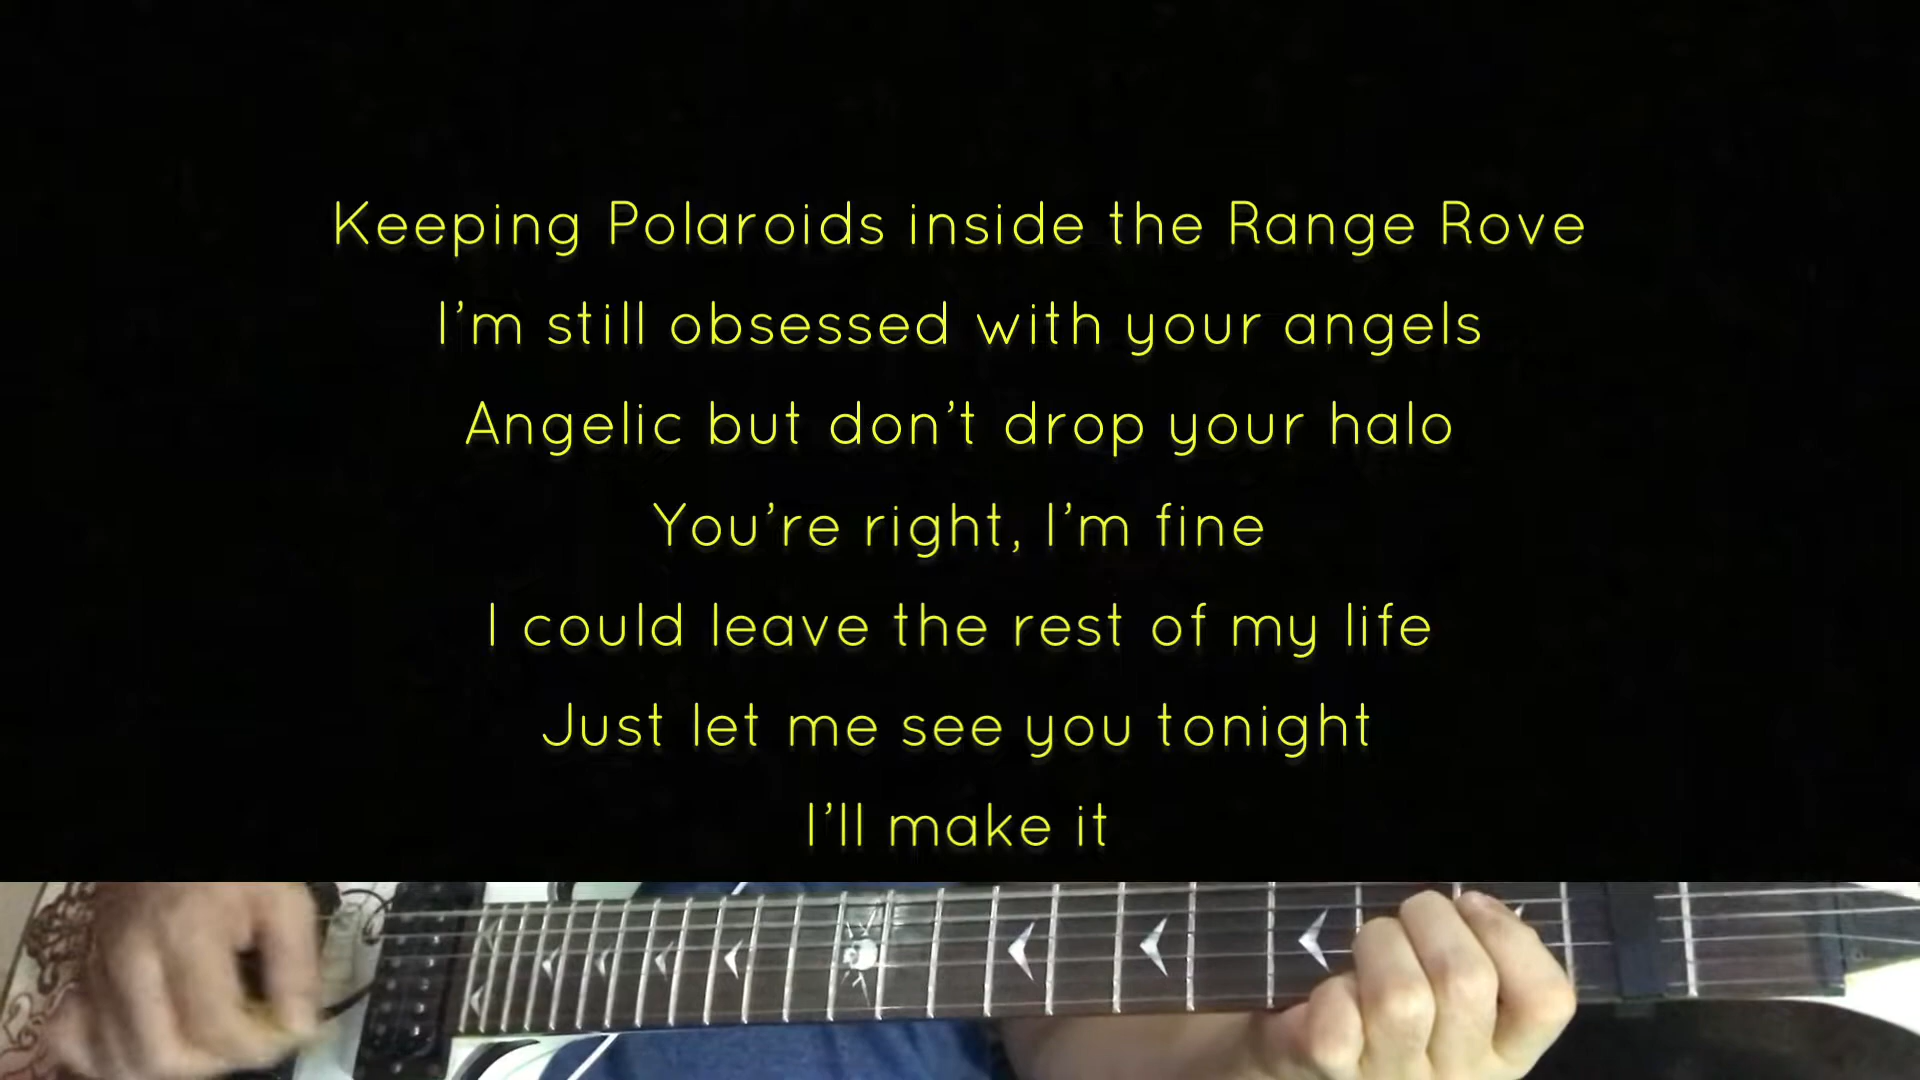 Keeping Polaroids inside the Range Rove
I’m still obsessed with your angels
Angelic but don’t drop your halo
You’re right, I’m fine
I could leave the rest of my life
Just let me see you tonight
I’ll make it